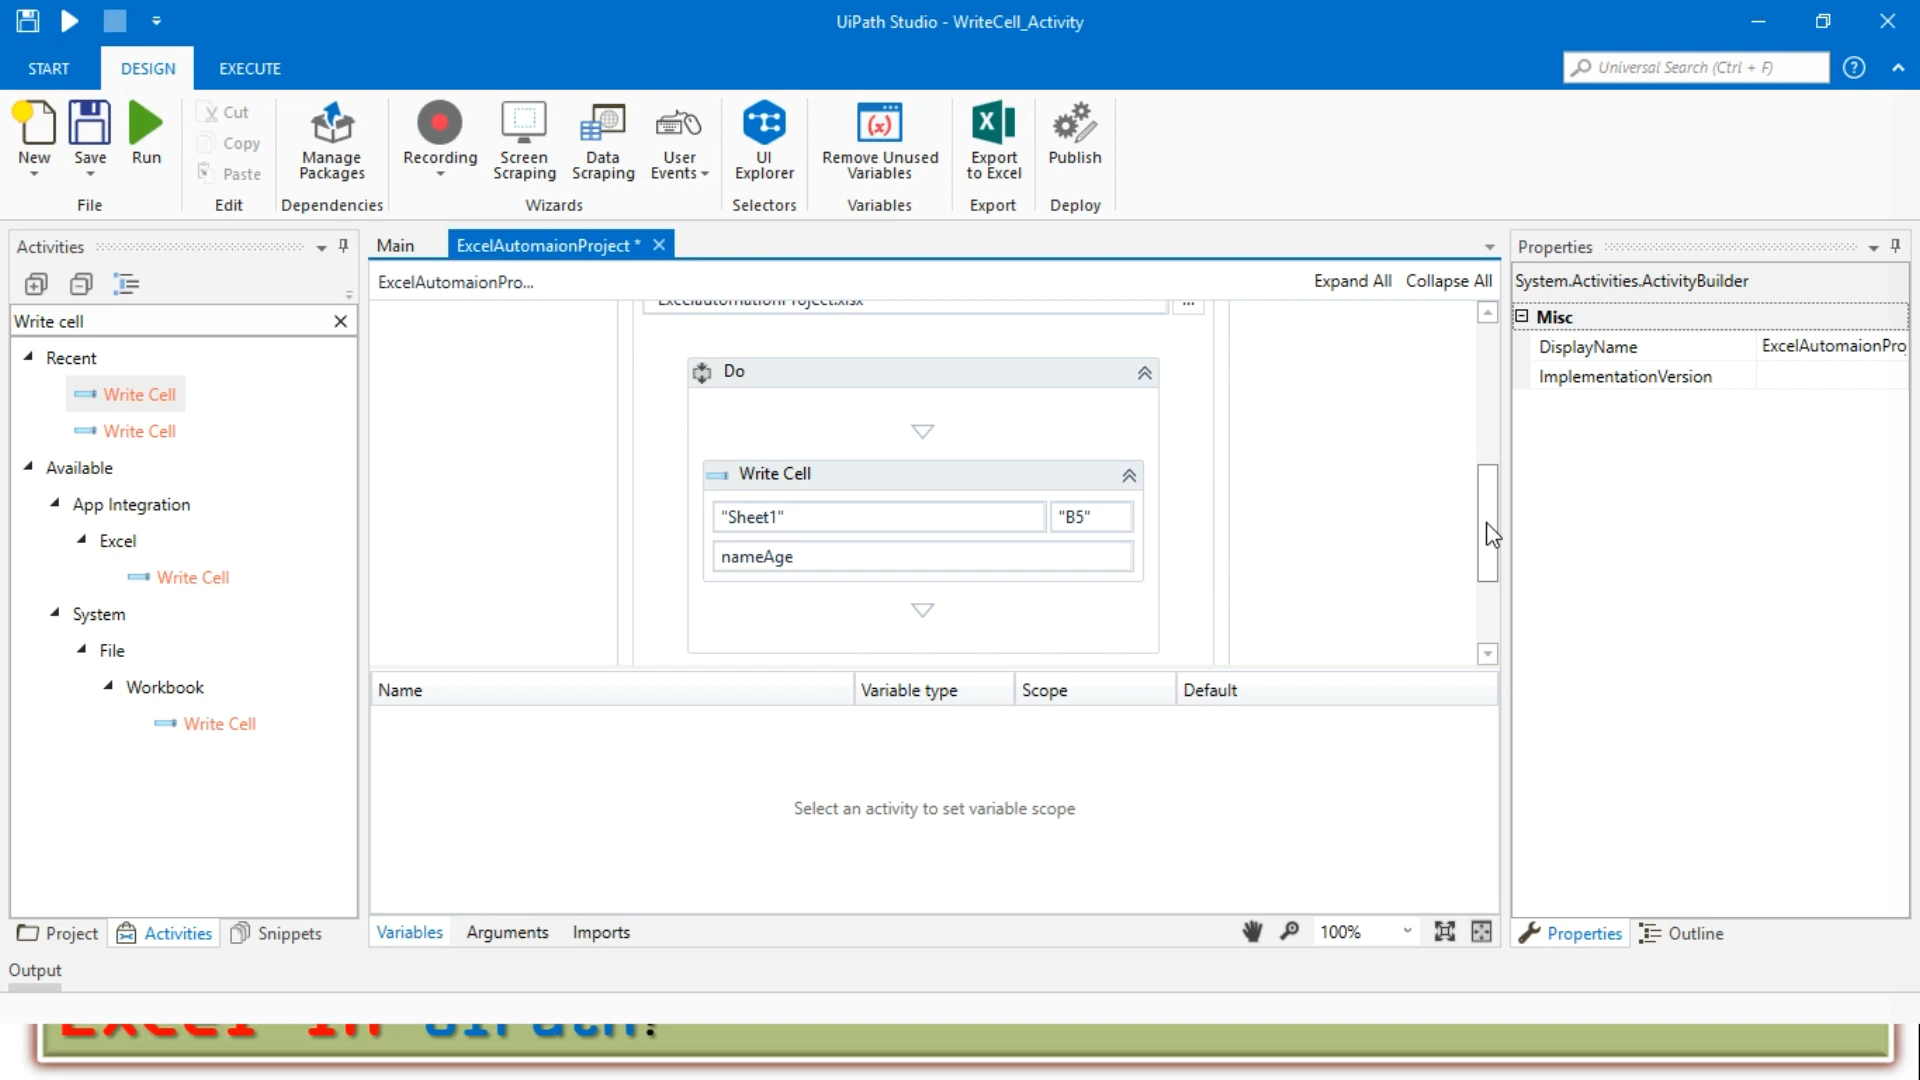 UiPath Studio - WriteCell_Activity
START
DESIGN
EXECUTE
Universal Search (Ctrl + F)
New
Save
Run
Cut
Copy
Paste
Manage
Packages
Recording
Screen
Scraping
Data
Scraping
User
Events
UI
Explorer
Remove Unused
Variables
Export
to Excel
Publish
File
Edit
Dependencies
Wizards
Selectors
Variables
Export
Deploy
Activities
Main
ExcelAutomaionProject *
Properties
ExcelAutomaionPro...
Expand All
Collapse All
System.Activities.ActivityBuilder
Write cell
Misc
DisplayName
ExcelAutomaionPro
ImplementationVersion
Recent
Write Cell
Write Cell
Available
App Integration
Excel
Write Cell
System
File
Workbook
Write Cell
ExcelautomationProject.xlsx
...
Do
Write Cell
"Sheet1"
"B5"
nameAge
Name
Variable type
Scope
Default
Select an activity to set variable scope
Project
Activities
Snippets
Variables
Arguments
Imports
100%
Properties
Outline
Output
Excel in UiPath?